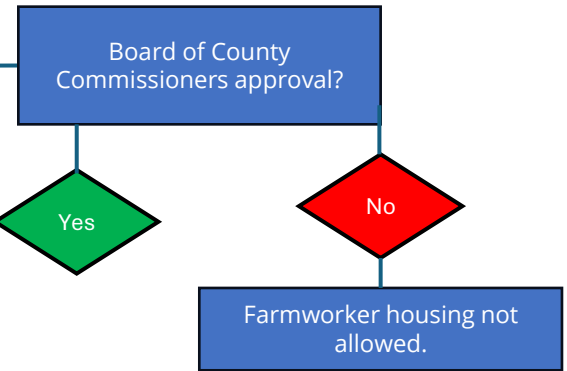 Board of County
Commissioners approval?
Yes
No
Farmworker housing not
allowed.